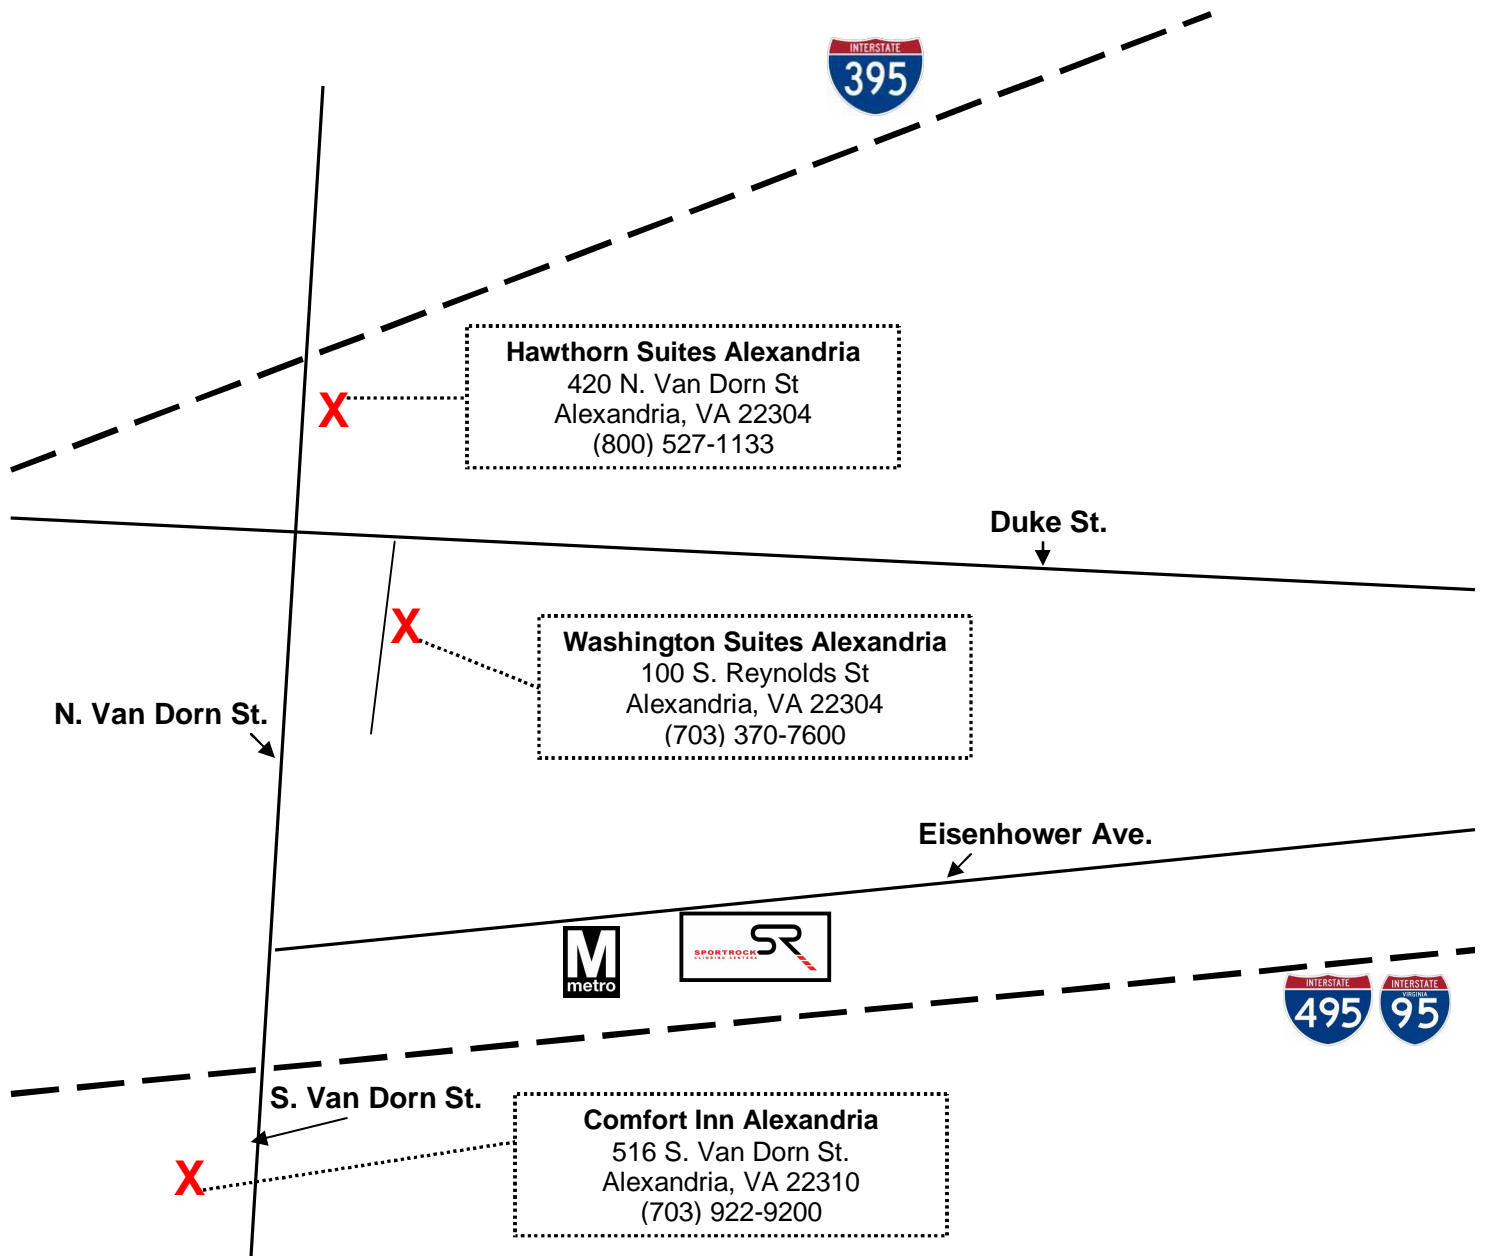 INTERSTATE
395
Hawthorn Suites Alexandria
420 N. Van Dorn St
Alexandria, VA 22304
(800) 527-1133
X
Duke St.
X
Washington Suites Alexandria
100 S. Reynolds St
Alexandria, VA 22304
(703) 370-7600
N. Van Dorn St.
Eisenhower Ave.
M
metro
SR
SPORTROCK
CLIMBING CENTERS
INTERSTATE
495
INTERSTATE
VIRGINIA
95
S. Van Dorn St.
Comfort Inn Alexandria
516 S. Van Dorn St.
Alexandria, VA 22310
(703) 922-9200
X